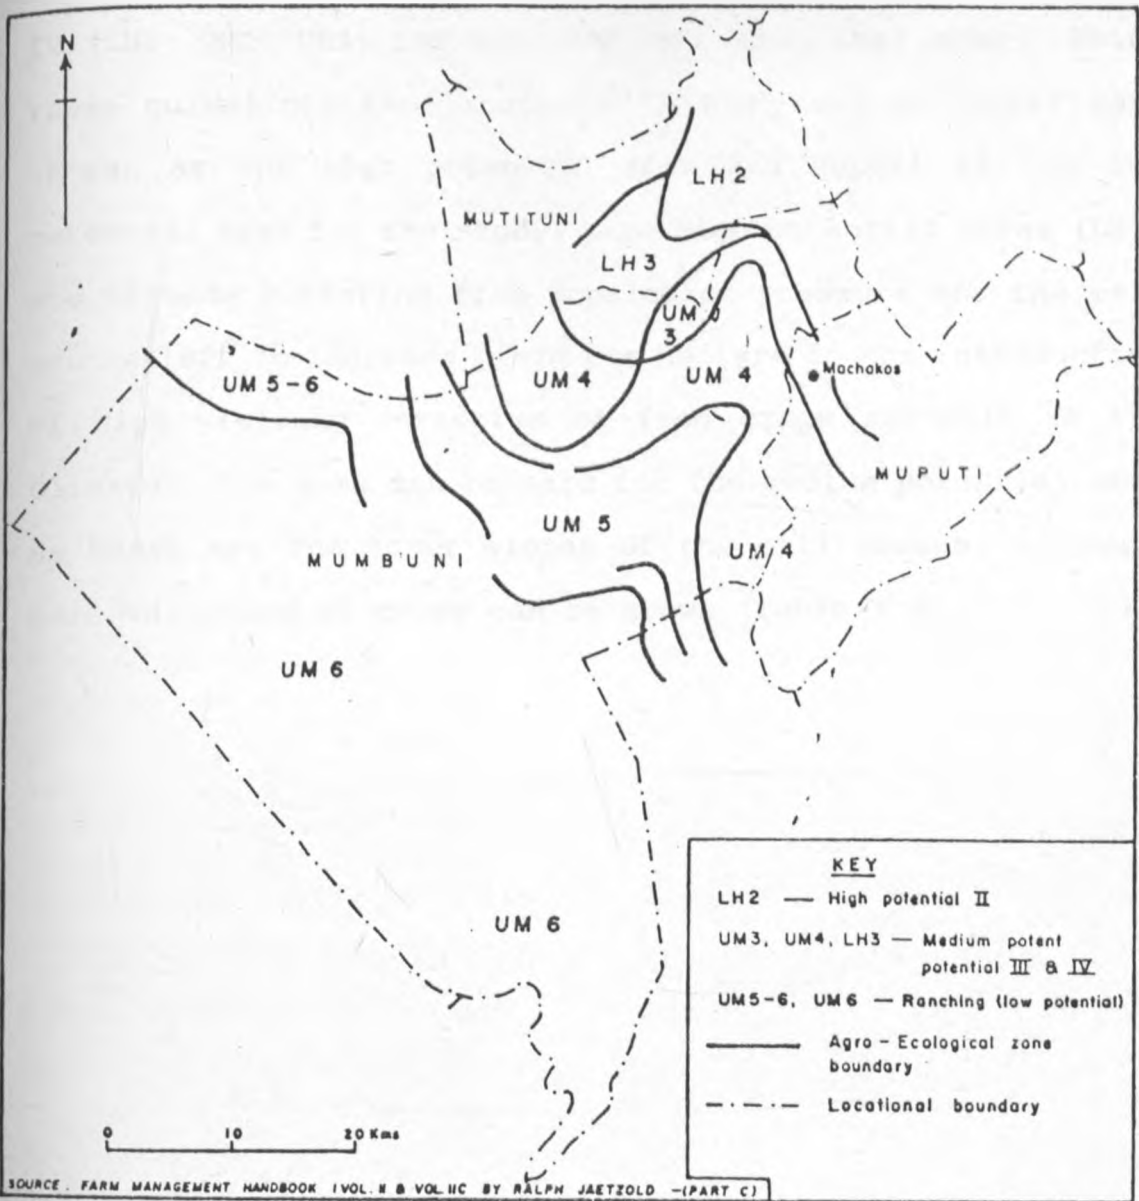 N
LH2
MUTITUNI
LH3
UM
3
UM 5-6
UM 4
UM 4
Machakos
MUPUTI
UM 5
UM 4
MUMBUNI
UM 6
UM 6
KEY
LH2 — High potential II
UM3, UM4, LH3 — Medium potent
potential III & IV
UM5-6, UM6 — Ranching (low potential)
Agro-Ecological zone
boundary
Locational boundary
0 10 20 Kms
SOURCE. FARM MANAGEMENT HANDBOOK (VOL. II & VOL. IIC BY RALPH JAETZOLD -(PART C)